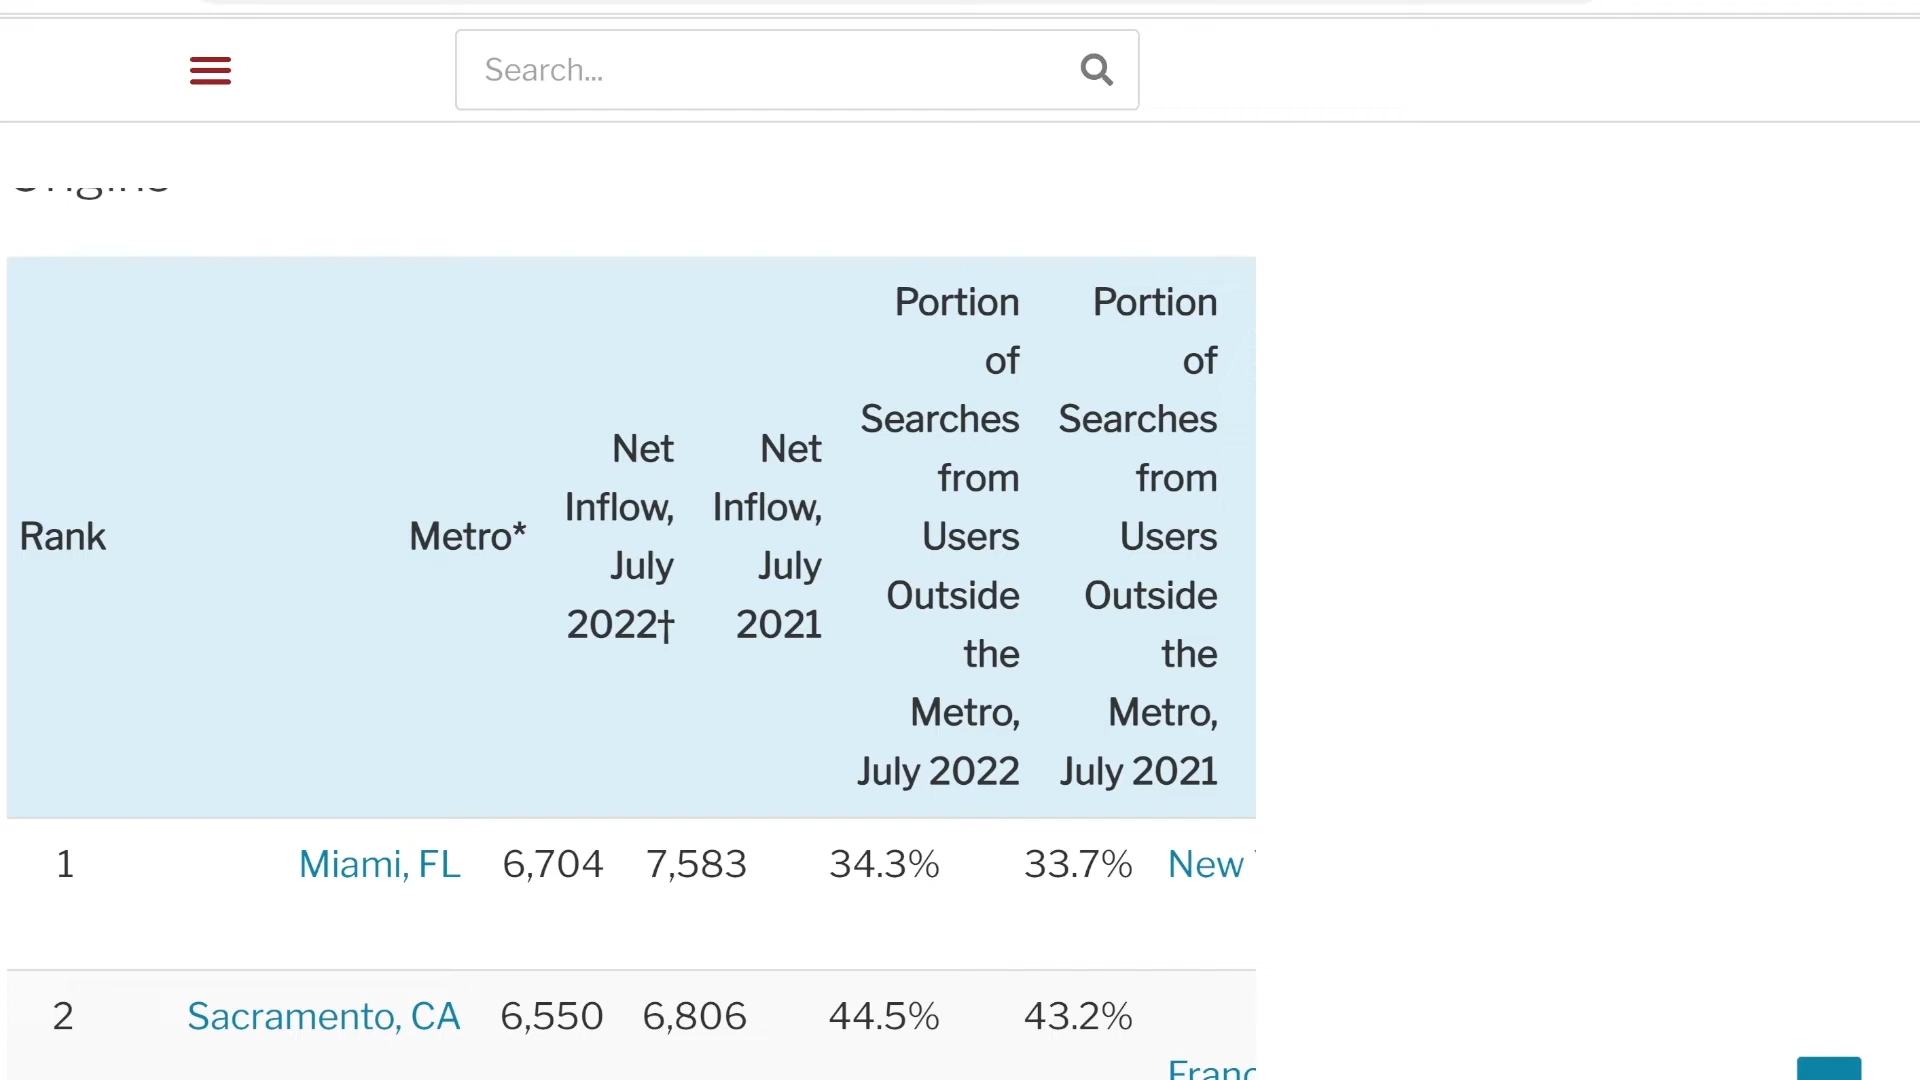 Search...
Portion Portion
of of
Searches Searches
Net Net from from
Inflow, Inflow, Users Users
Rank Metro* July July Outside Outside
2022† 2021 the the
Metro, Metro,
July 2022 July 2021
1 Miami, FL 6,704 7,583 34.3% 33.7% New
2 Sacramento, CA 6,550 6,806 44.5% 43.2%